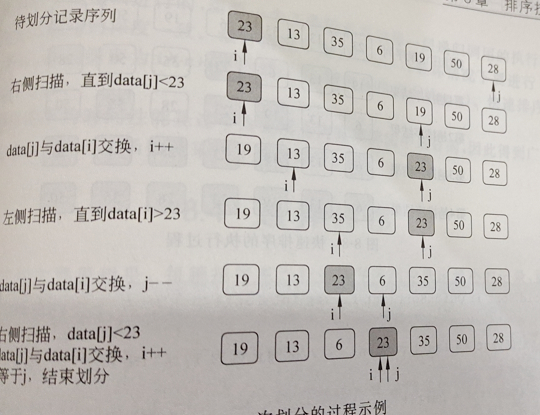 章 排序
待划分记录序列
23 13 35 6 19 50 28
i j
右侧扫描，直到data[j]<23
23 13 35 6 19 50 28
i j
data[j]与data[i]交换，i++
19 13 35 6 23 50 28
i j
左侧扫描，直到data[i]>23
19 13 35 6 23 50 28
i j
data[j]与data[i]交换，j--
19 13 23 6 35 50 28
i j
右侧扫描，data[j]<23
data[j]与data[i]交换，i++
等于j，结束划分
19 13 6 23 35 50 28
i j
次划分的过程示例